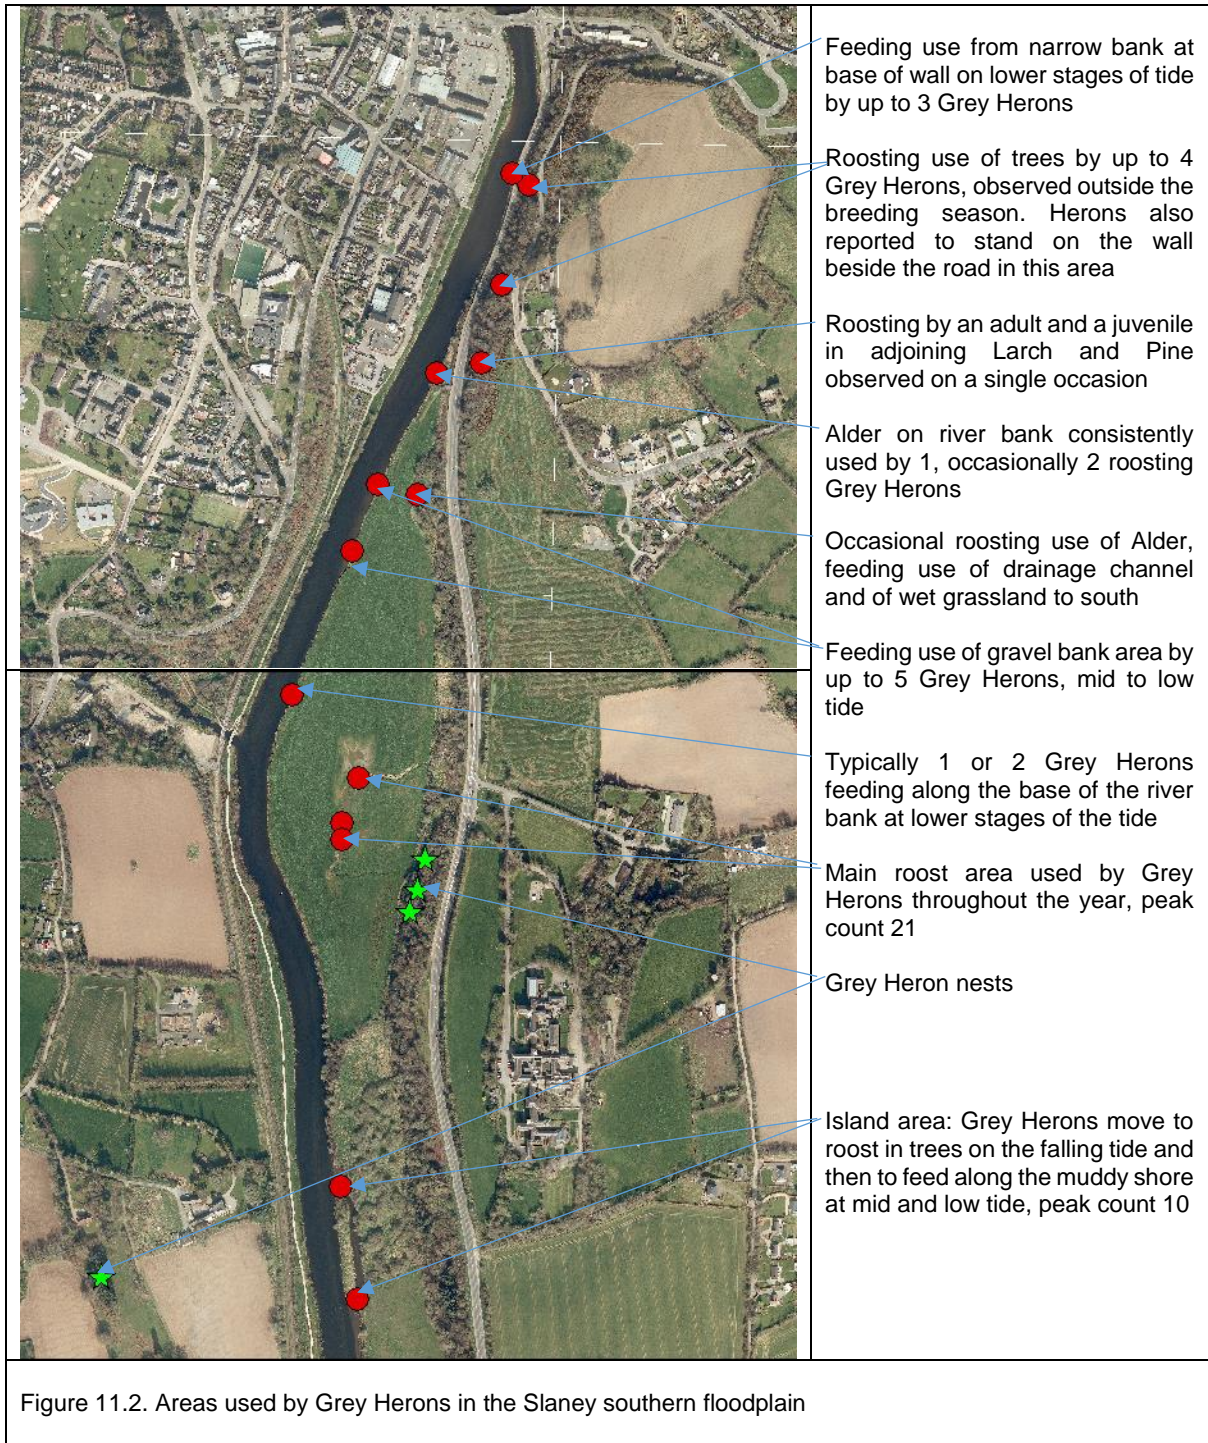 Feeding use from narrow bank at
base of wall on lower stages of tide
by up to 3 Grey Herons
Roosting use of trees by up to 4
Grey Herons, observed outside the
breeding season. Herons also
reported to stand on the wall
beside the road in this area
Roosting by an adult and a juvenile
in adjoining Larch and Pine
observed on a single occasion
Alder on river bank consistently
used by 1, occasionally 2 roosting
Grey Herons
Occasional roosting use of Alder,
feeding use of drainage channel
and of wet grassland to south
Feeding use of gravel bank area by
up to 5 Grey Herons, mid to low
tide
Typically 1 or 2 Grey Herons
feeding along the base of the river
bank at lower stages of the tide
Main roost area used by Grey
Herons throughout the year, peak
count 21
Grey Heron nests
Island area: Grey Herons move to
roost in trees on the falling tide and
then to feed along the muddy shore
at mid and low tide, peak count 10
Figure 11.2. Areas used by Grey Herons in the Slaney southern floodplain